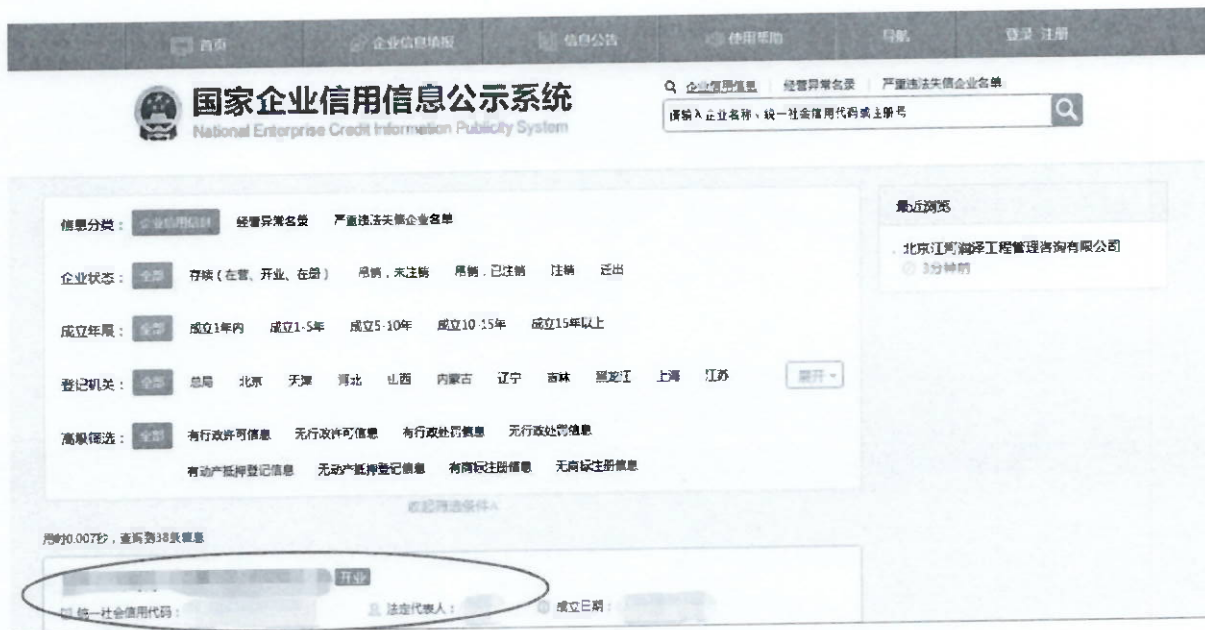 首页 企业信息填报 信息公告 使用帮助 导航 登录 注册
国家企业信用信息公示系统
National Enterprise Credit Information Publicity System
企业信用信息 经营异常名录 严重违法失信企业名单
请输入企业名称、统一社会信用代码或注册号
信息分类： 企业信用信息 经营异常名录 严重违法失信企业名单
企业状态： 全部 存续（在营、开业、在册） 吊销，未注销 吊销，已注销 注销 迁出
成立年限： 全部 成立1年内 成立1-5年 成立5-10年 成立10-15年 成立15年以上
登记机关： 全部 总局 北京 天津 河北 山西 内蒙古 辽宁 吉林 黑龙江 上海 江苏 展开
高级筛选： 全部 有行政许可信息 无行政许可信息 有行政处罚信息 无行政处罚信息
有动产抵押登记信息 无动产抵押登记信息 有商标注册信息 无商标注册信息
收起筛选条件
最近浏览
北京江河润泽工程管理咨询有限公司
3分钟前
用时0.007秒，查询到38条信息
开业
统一社会信用代码： 法定代表人： 成立日期：